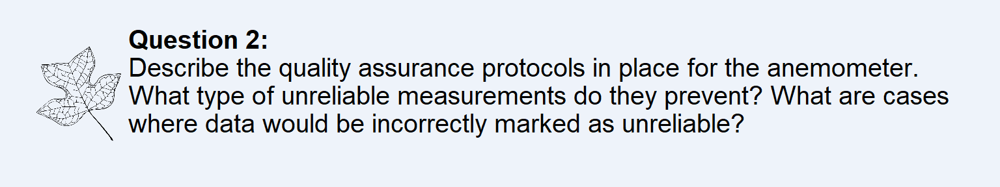 Question 2:
Describe the quality assurance protocols in place for the anemometer.
What type of unreliable measurements do they prevent? What are cases
where data would be incorrectly marked as unreliable?